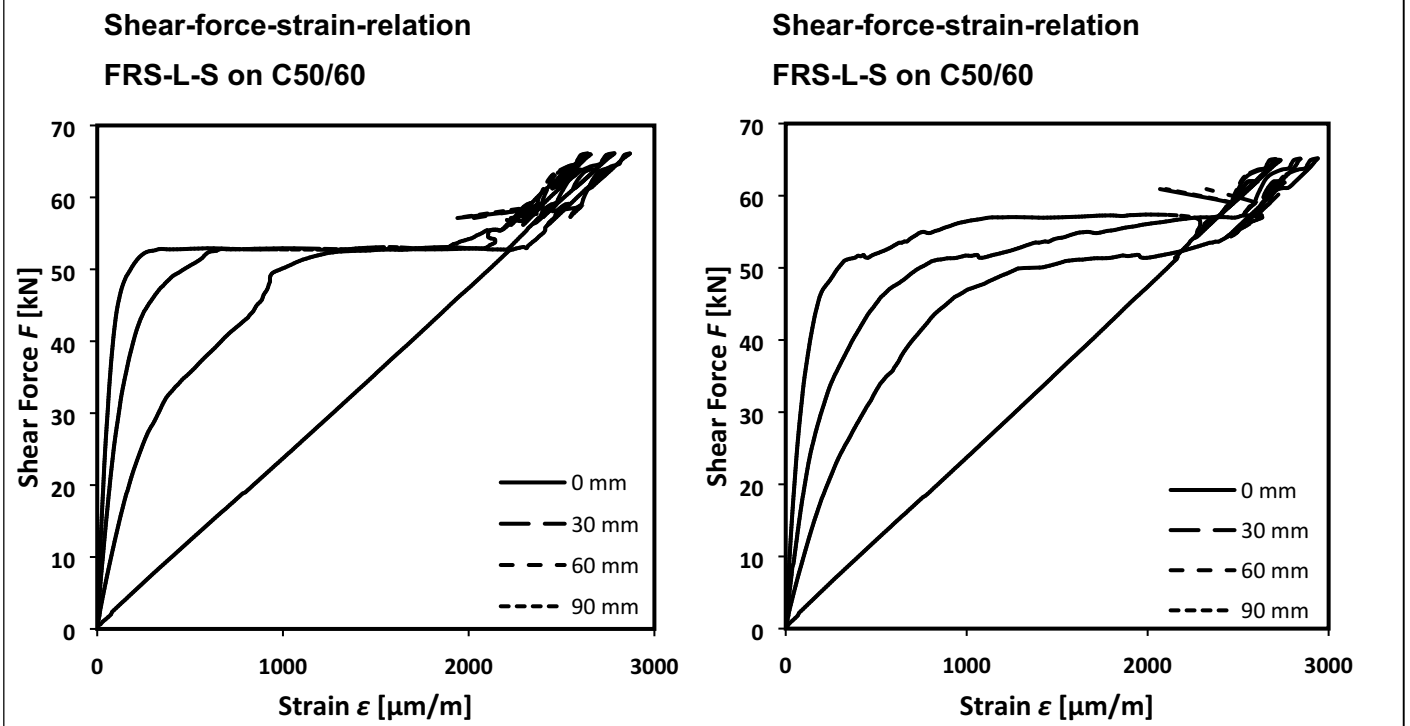 Shear-force-strain-relation
FRS-L-S on C50/60
70
60
50
40
30
20
10
0
Shear Force F [kN]
0 mm
30 mm
60 mm
90 mm
0 1000 2000 3000
Strain ε [µm/m]
Shear-force-strain-relation
FRS-L-S on C50/60
70
60
50
40
30
20
10
0
Shear Force F [kN]
0 mm
30 mm
60 mm
90 mm
0 1000 2000 3000
Strain ε [µm/m]